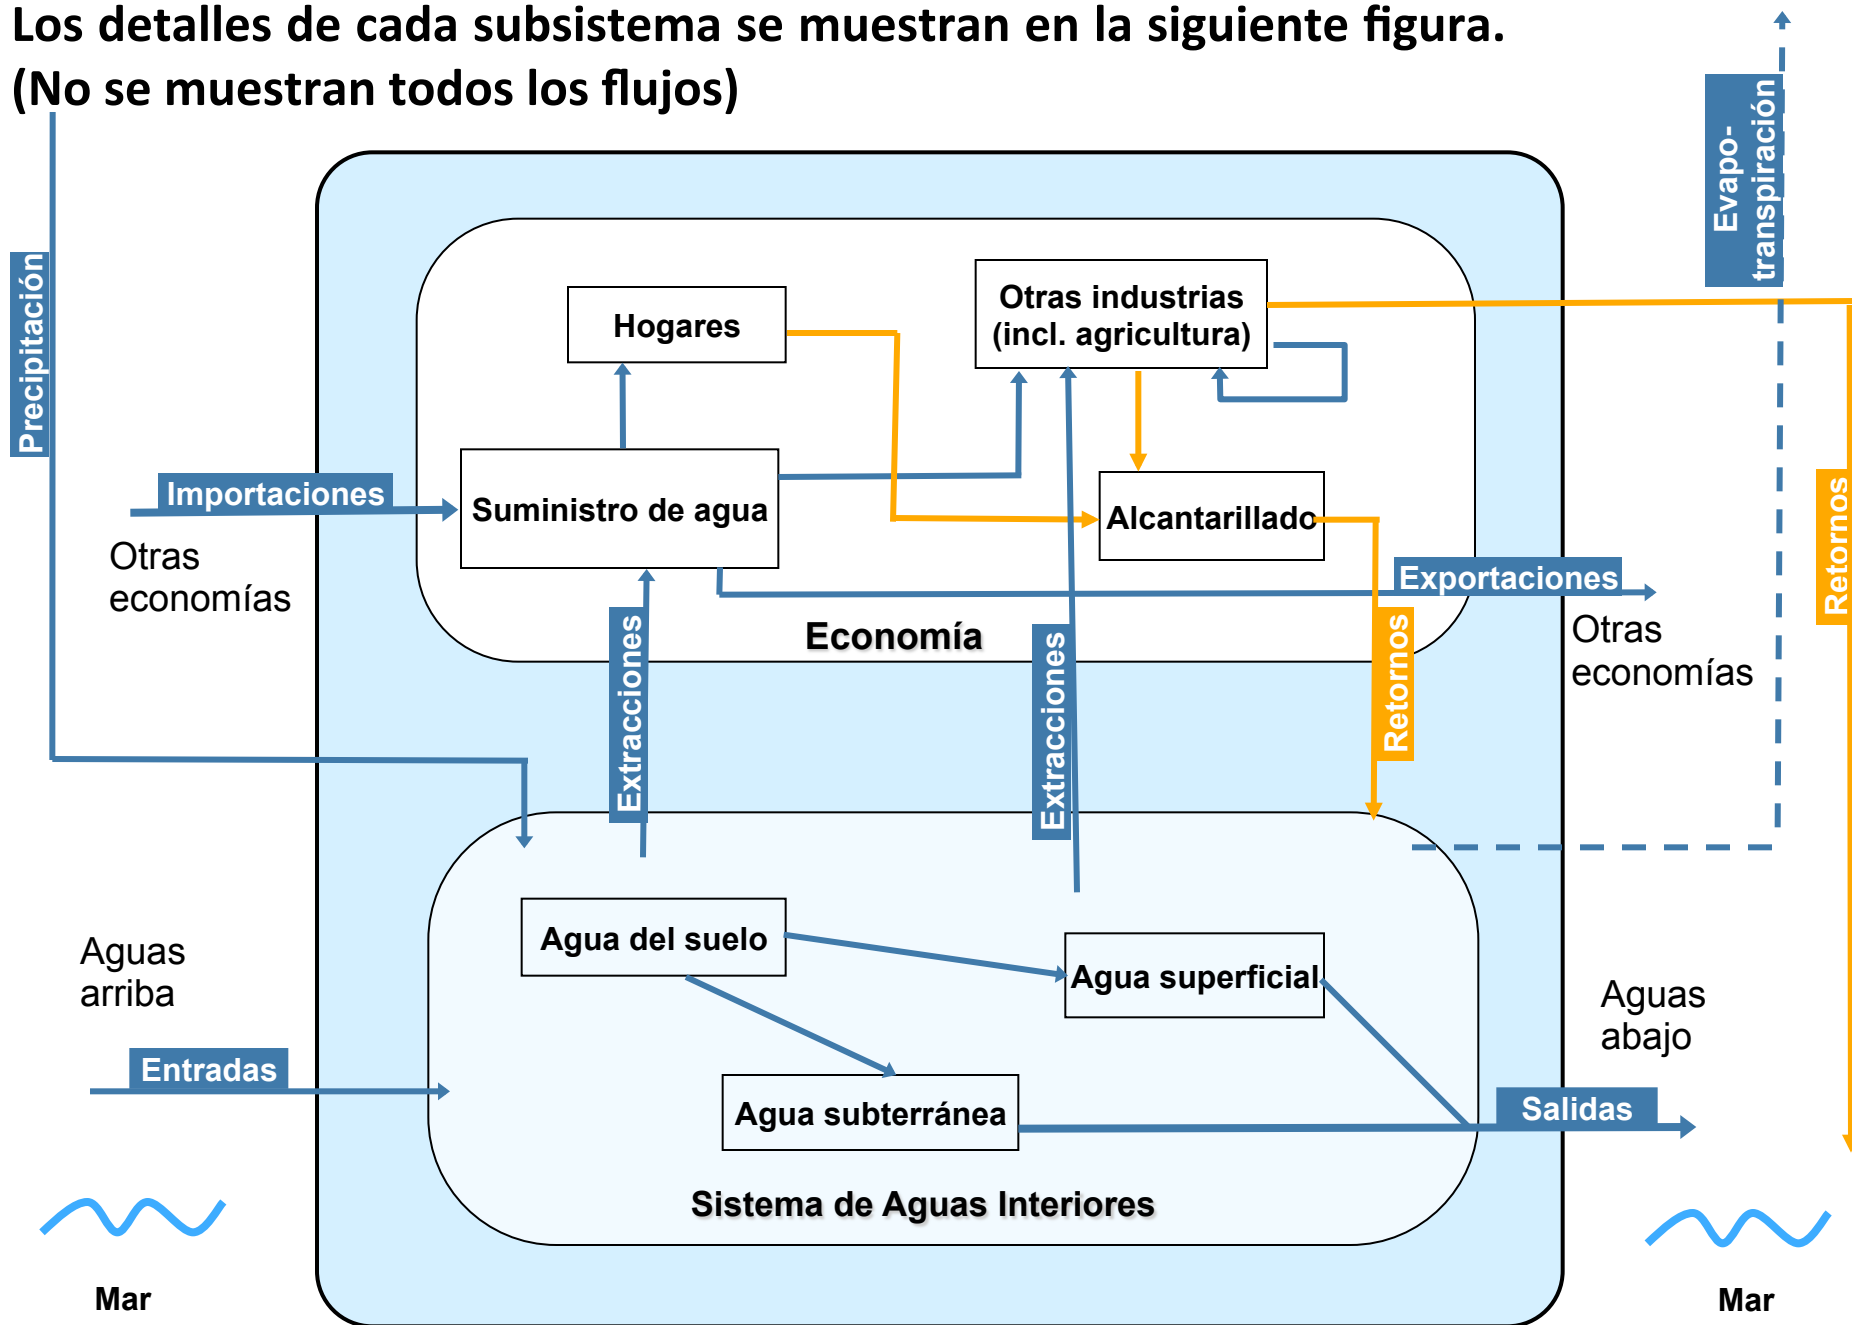 Los detalles de cada subsistema se muestran en la siguiente figura.
(No se muestran todos los flujos)
Evapo-
transpiración
Precipitación
Hogares
Otras industrias
(incl. agricultura)
Importaciones
Suministro de agua
Alcantarillado
Retornos
Otras
economías
Exportaciones
Otras
economías
Economía
Extracciones
Extracciones
Retornos
Agua del suelo
Agua superficial
Aguas
arriba
Aguas
abajo
Entradas
Agua subterránea
Salidas
Sistema de Aguas Interiores
Mar
Mar